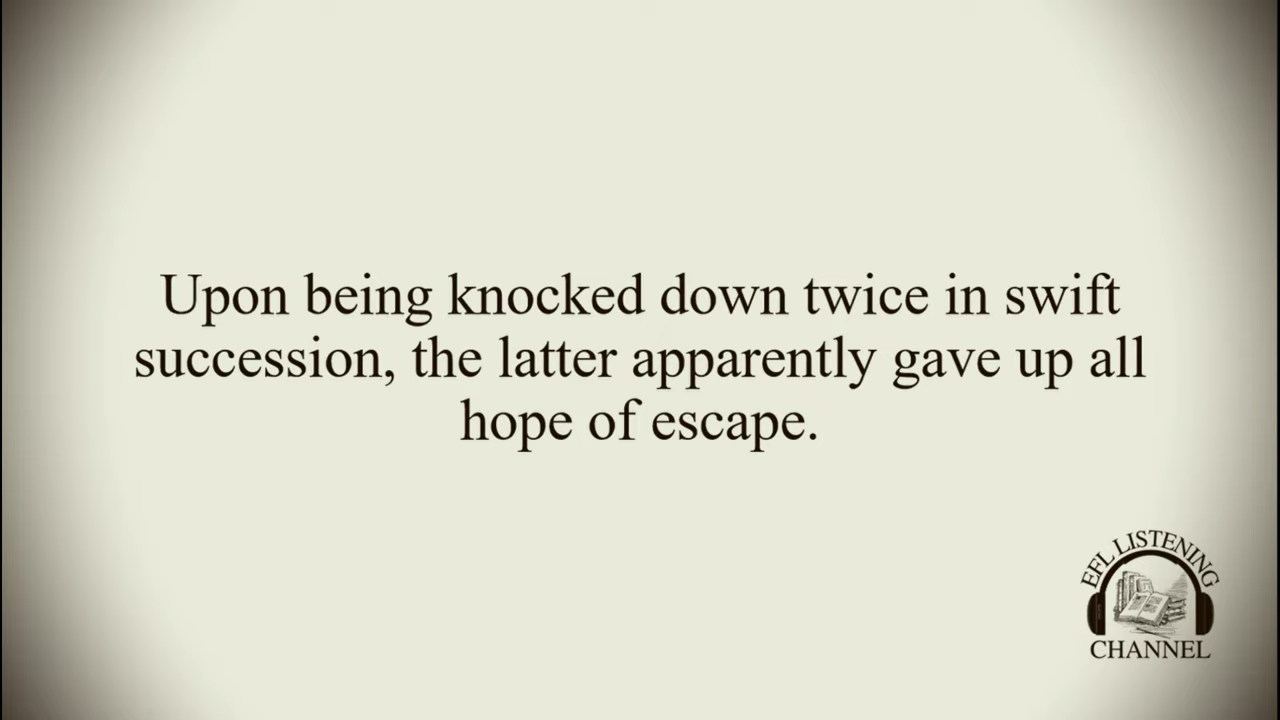 Upon being knocked down twice in swift
succession, the latter apparently gave up all
hope of escape.
EFL LISTENING
CHANNEL